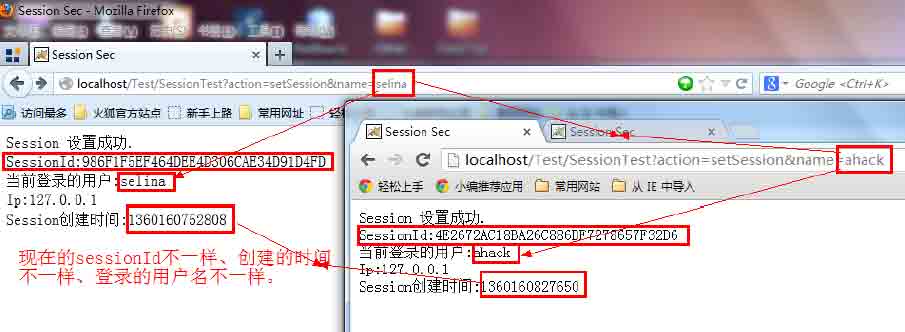 Session Sec - Mozilla Firefox
Session Sec
localhost/Test/SessionTest?action=setSession&name=selina
Google <Ctrl+K>
访问最多 火狐官方站点 新手上路 常用网址
Session 设置成功.
SessionId:986F1F5EF464DEE4D306CAE34D91D4FD
当前登录的用户:selina
Ip:127.0.0.1
Session创建时间:1360160752808
现在的sessionId不一样、创建的时间
不一样、登录的用户名不一样。
Session Sec
Session Sec
localhost/Test/SessionTest?action=setSession&name=ahack
轻松上手 小编推荐应用 常用网站 从 IE 中导入
Session 设置成功.
SessionId:4E2672AC18BA26C886DF7278657F32D6
当前登录的用户:ahack
Ip:127.0.0.1
Session创建时间:1360160827650